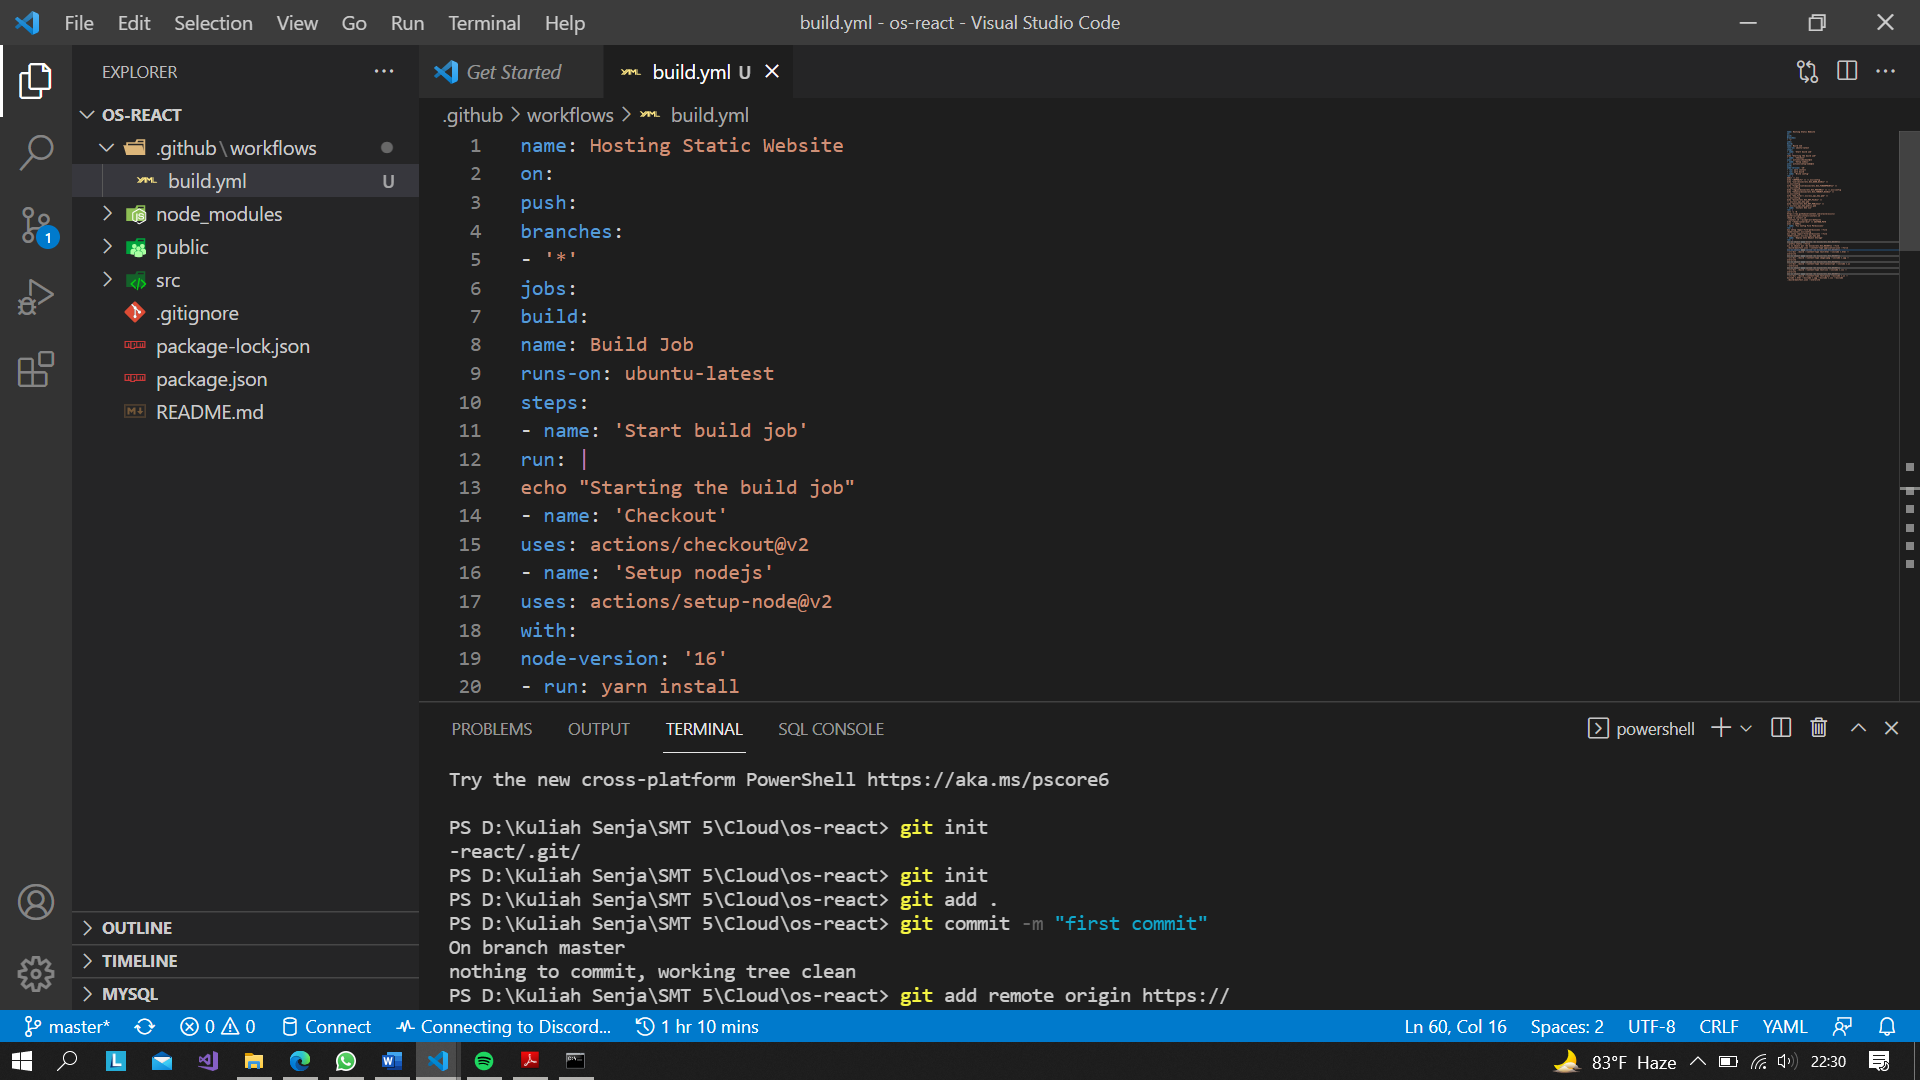 File Edit Selection View Go Run Terminal Help
build.yml - os-react - Visual Studio Code
EXPLORER
OS-REACT
.github\workflows
build.yml U
node_modules
public
src
.gitignore
package-lock.json
package.json
README.md
OUTLINE
TIMELINE
MYSQL
Get Started
build.yml U
.github > workflows > build.yml
1 name: Hosting Static Website
2 on:
3 push:
4 branches:
5 - '*'
6 jobs:
7 build:
8 name: Build Job
9 runs-on: ubuntu-latest
10 steps:
11 - name: 'Start build job'
12 run: |
13 echo "Starting the build job"
14 - name: 'Checkout'
15 uses: actions/checkout@v2
16 - name: 'Setup nodejs'
17 uses: actions/setup-node@v2
18 with:
19 node-version: '16'
20 - run: yarn install
PROBLEMS OUTPUT TERMINAL SQL CONSOLE
powershell
Try the new cross-platform PowerShell https://aka.ms/pscore6
PS D:\Kuliah Senja\SMT 5\Cloud\os-react> git init
-react/.git/
PS D:\Kuliah Senja\SMT 5\Cloud\os-react> git init
PS D:\Kuliah Senja\SMT 5\Cloud\os-react> git add .
PS D:\Kuliah Senja\SMT 5\Cloud\os-react> git commit -m "first commit"
On branch master
nothing to commit, working tree clean
PS D:\Kuliah Senja\SMT 5\Cloud\os-react> git add remote origin https://
master* 0 0 Connect Connecting to Discord... 1 hr 10 mins
Ln 60, Col 16 Spaces: 2 UTF-8 CRLF YAML
1
83°F Haze 22:30